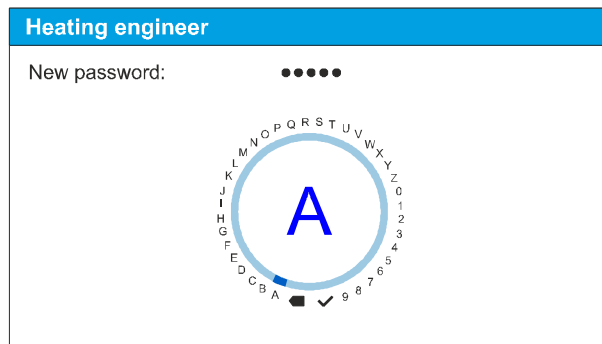 Heating engineer
New password: •••••
A B C D E F G H I J K L M N O P Q R S T U V W X Y Z 0 1 2 3 4 5 6 7 8 9
A